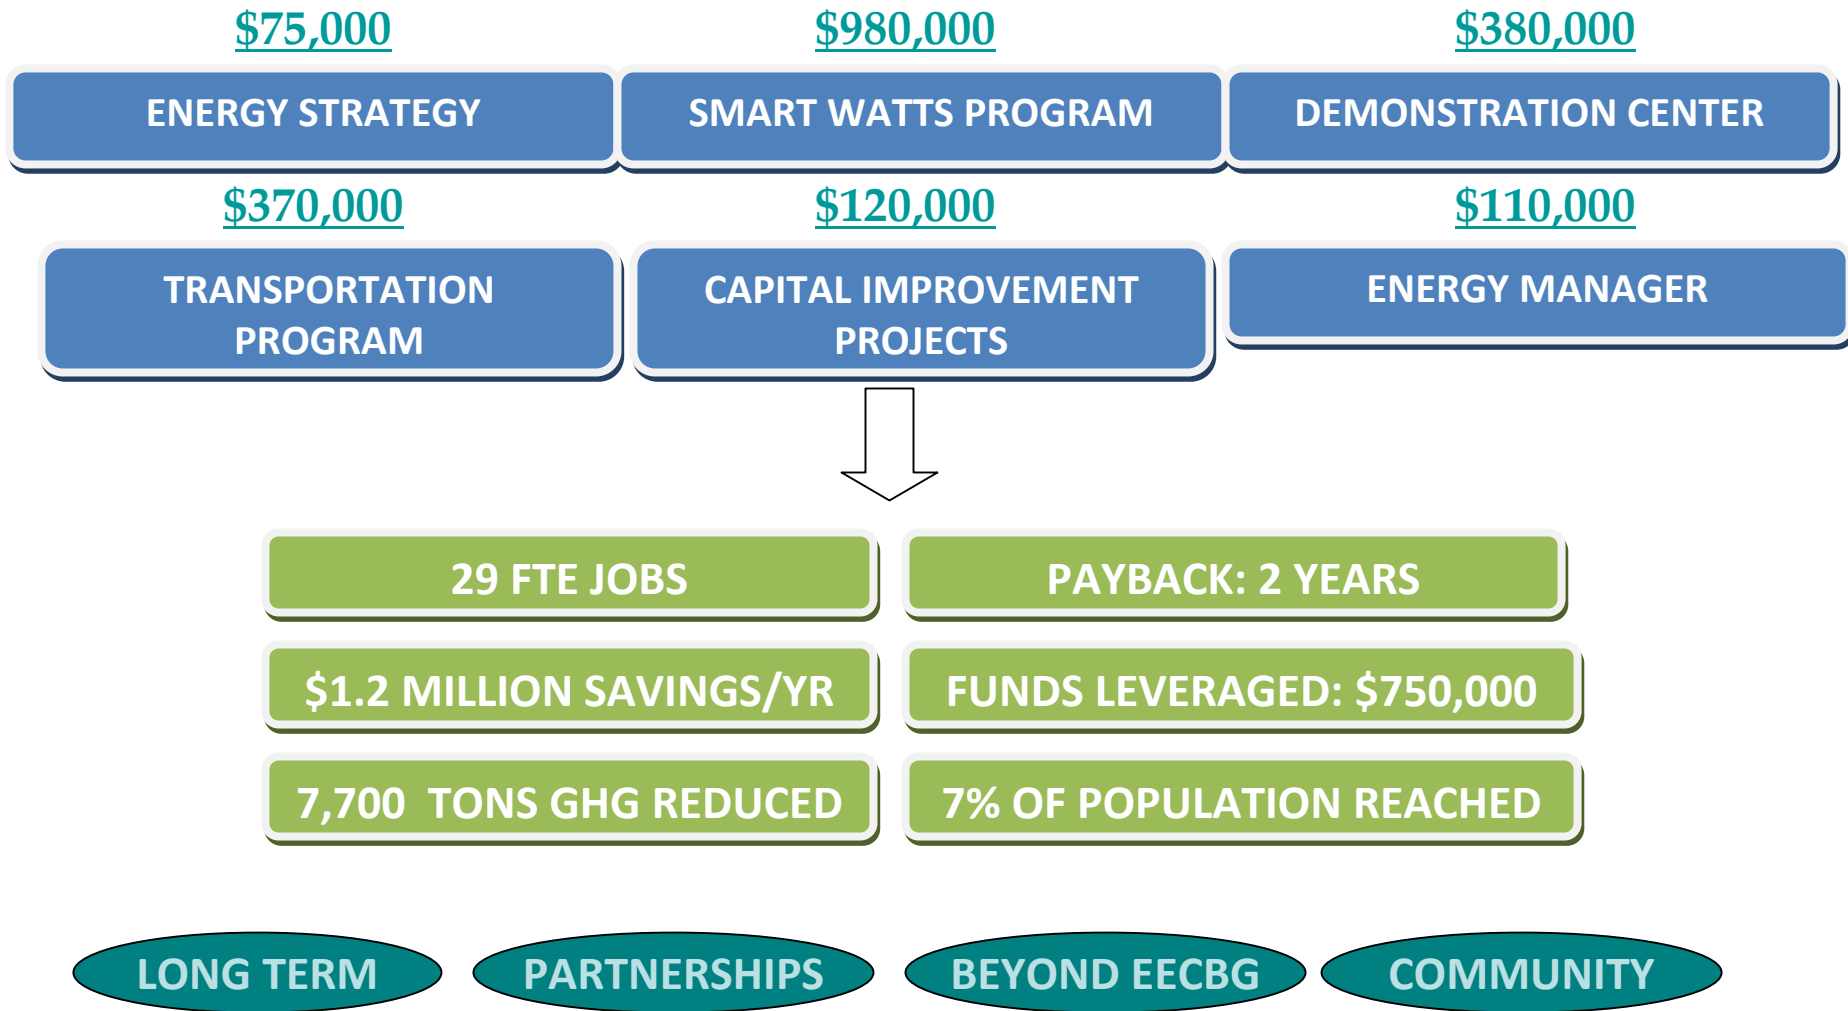 $75,000
$980,000
$380,000
ENERGY STRATEGY
SMART WATTS PROGRAM
DEMONSTRATION CENTER
$370,000
$120,000
$110,000
TRANSPORTATION
PROGRAM
CAPITAL IMPROVEMENT
PROJECTS
ENERGY MANAGER
29 FTE JOBS
PAYBACK: 2 YEARS
$1.2 MILLION SAVINGS/YR
FUNDS LEVERAGED: $750,000
7,700  TONS GHG REDUCED
7% OF POPULATION REACHED
LONG TERM
PARTNERSHIPS
BEYOND EECBG
COMMUNITY